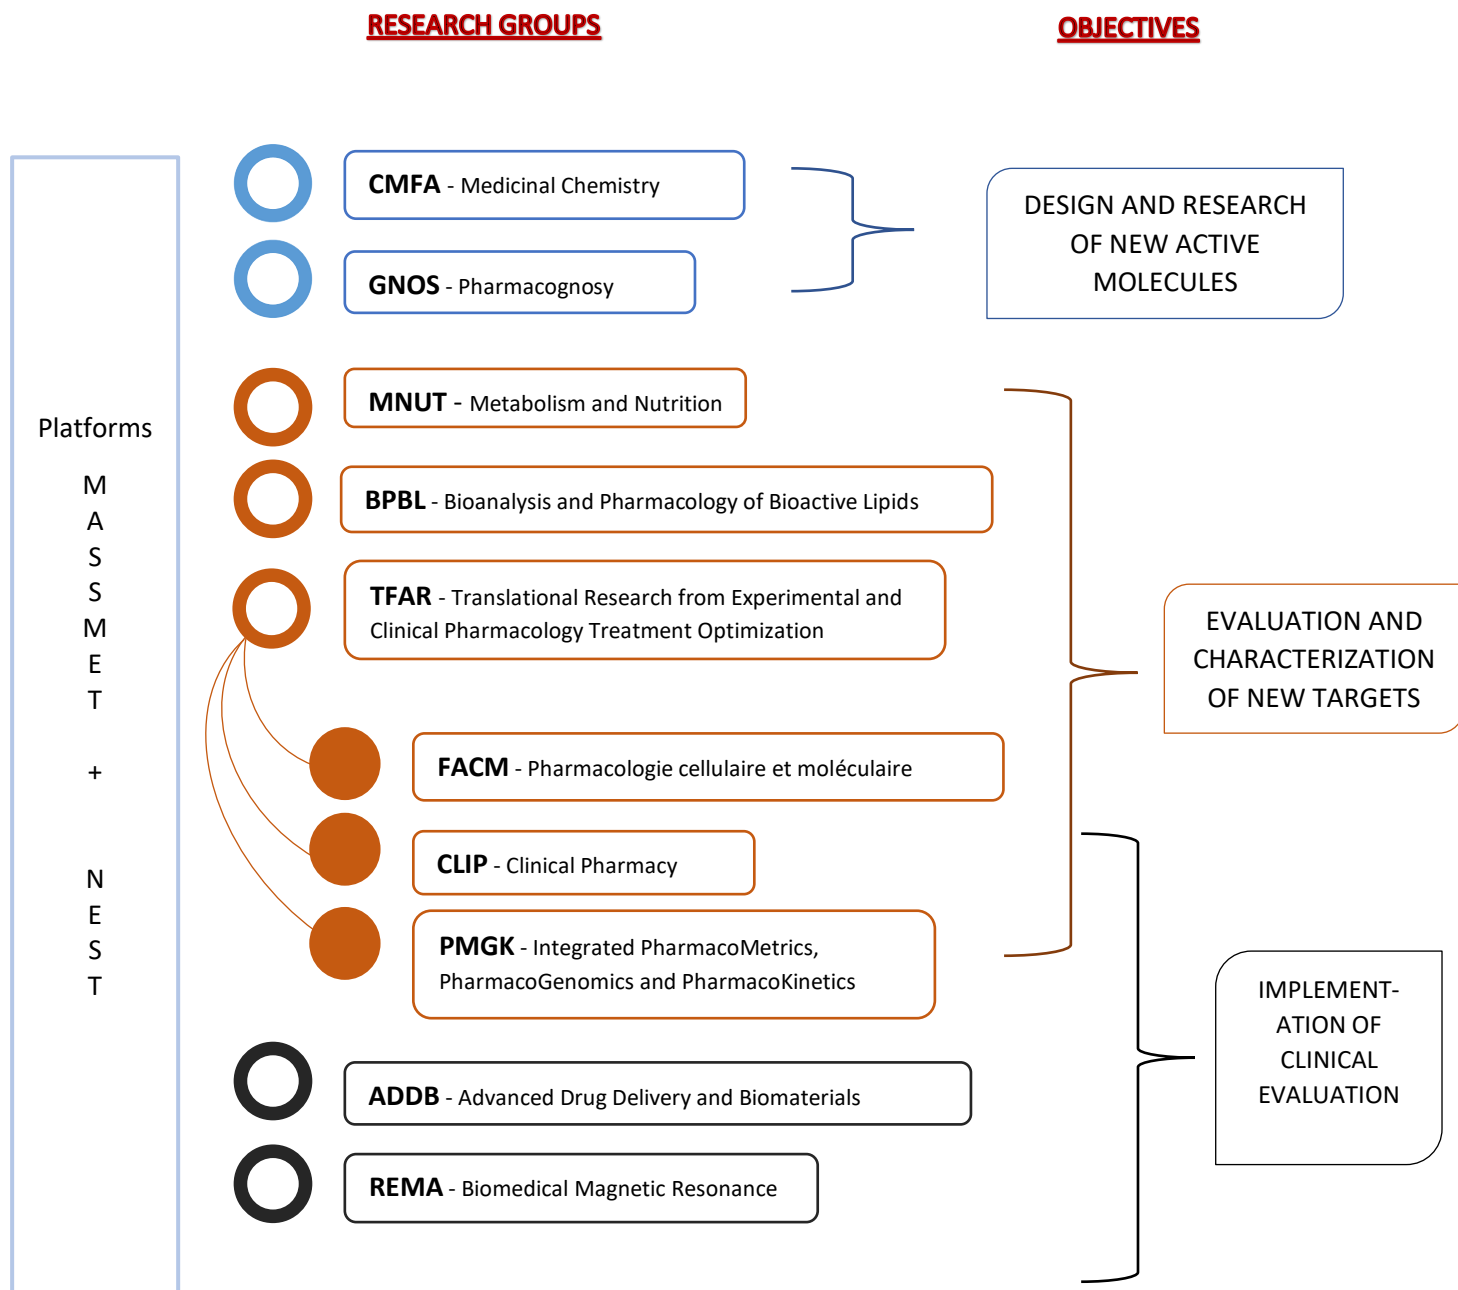 RESEARCH GROUPS
OBJECTIVES
Platforms
M
A
S
S
M
E
T
+
N
E
S
T
CMFA - Medicinal Chemistry
GNOS - Pharmacognosy
DESIGN AND RESEARCH
OF NEW ACTIVE
MOLECULES
MNUT - Metabolism and Nutrition
BPBL - Bioanalysis and Pharmacology of Bioactive Lipids
TFAR - Translational Research from Experimental and
Clinical Pharmacology Treatment Optimization
FACM - Pharmacologie cellulaire et moléculaire
CLIP - Clinical Pharmacy
PMGK - Integrated PharmacoMetrics,
PharmacoGenomics and PharmacoKinetics
EVALUATION AND
CHARACTERIZATION
OF NEW TARGETS
ADDB - Advanced Drug Delivery and Biomaterials
REMA - Biomedical Magnetic Resonance
IMPLEMENT-
ATION OF
CLINICAL
EVALUATION